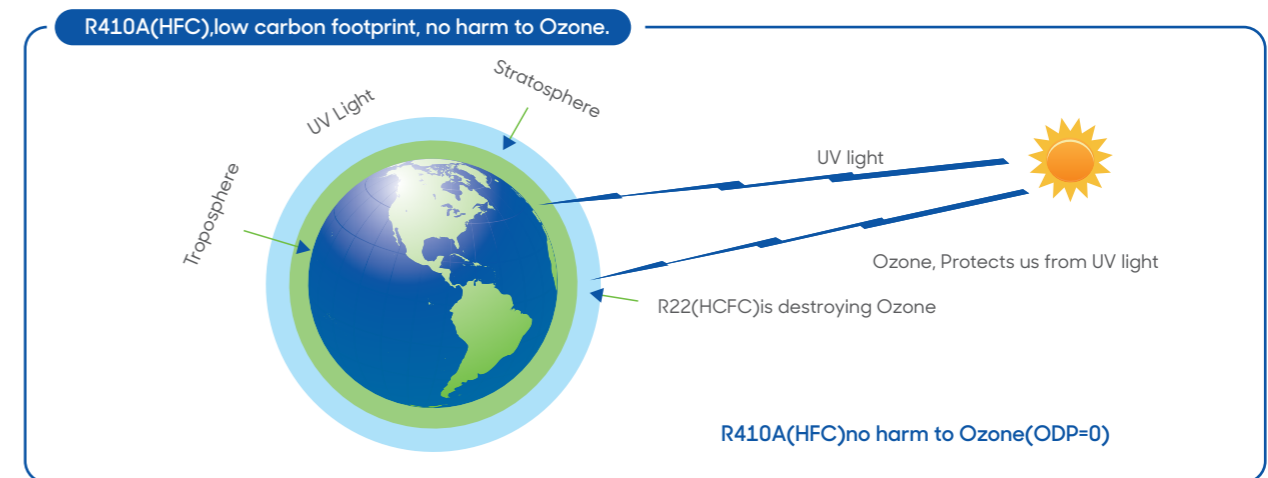 R410A(HFC),low carbon footprint, no harm to Ozone.
Stratosphere
UV Light
UV light
Troposphere
Ozone, Protects us from UV light
R22(HCFC)is destroying Ozone
R410A(HFC)no harm to Ozone(ODP=0)